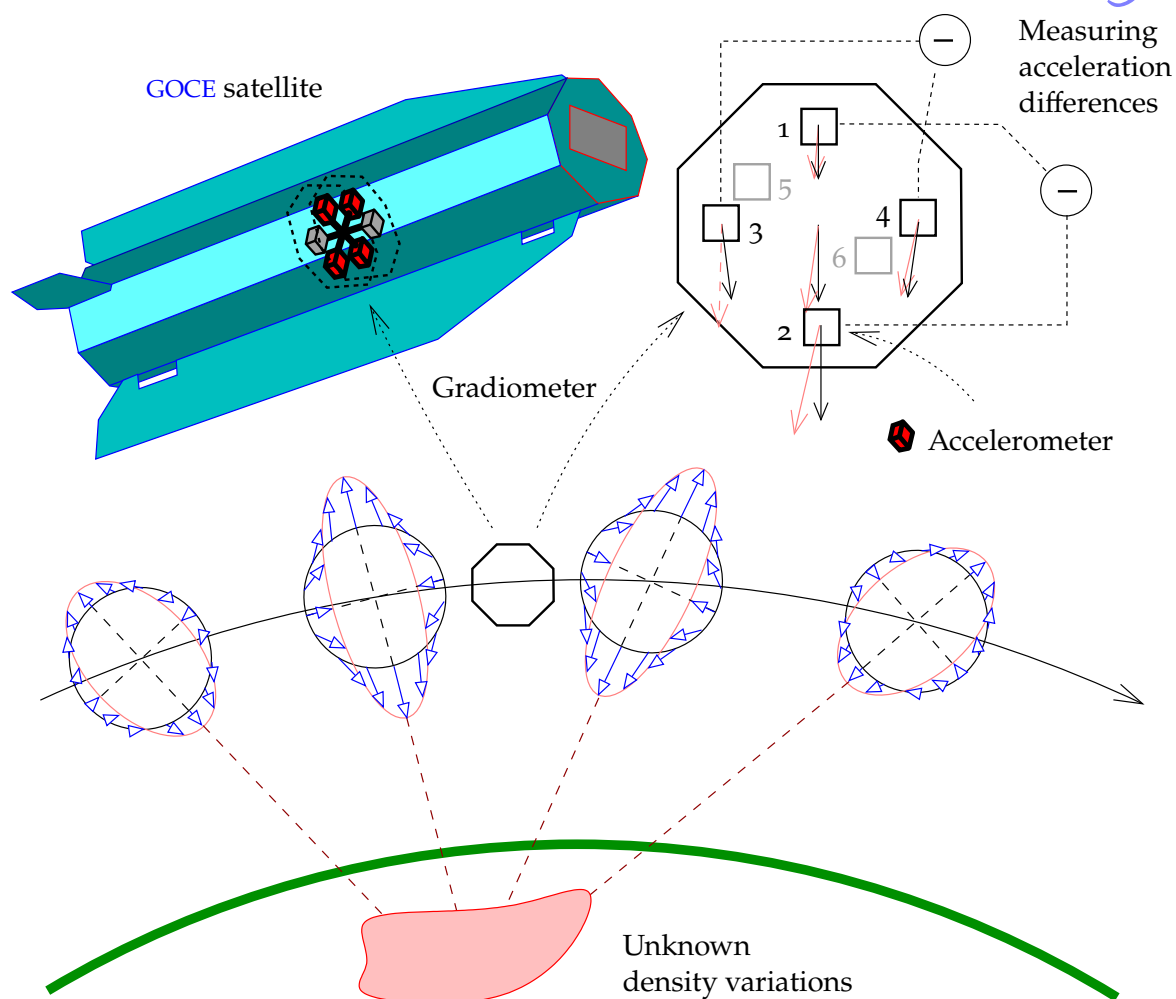 GOCE satellite
Measuring
acceleration
differences
−
−
1
5
3
4
6
2
Gradiometer
Accelerometer
Unknown
density variations